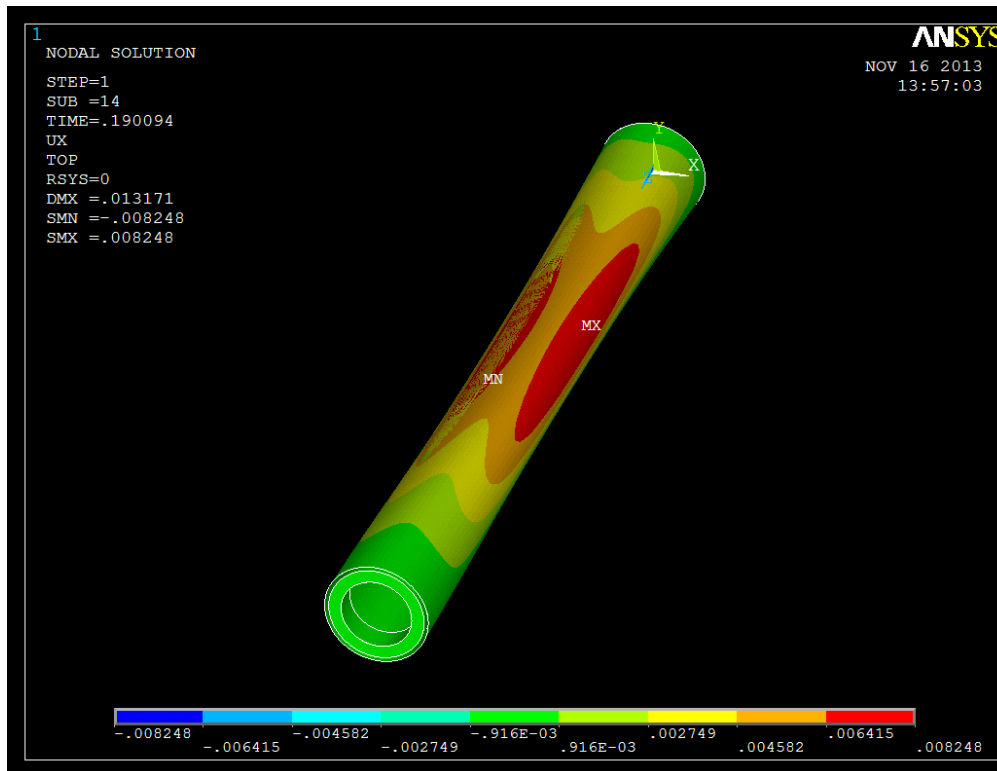 1
NODAL SOLUTION
STEP=1
SUB =14
TIME=.190094
UX
TOP
RSYS=0
DMX =.013171
SMN =-.008248
SMX =.008248
ANSYS
NOV 16 2013
13:57:03
Y
X
Z
MX
MN
-.008248
-.006415
-.004582
-.002749
-.916E-03
.916E-03
.002749
.004582
.006415
.008248